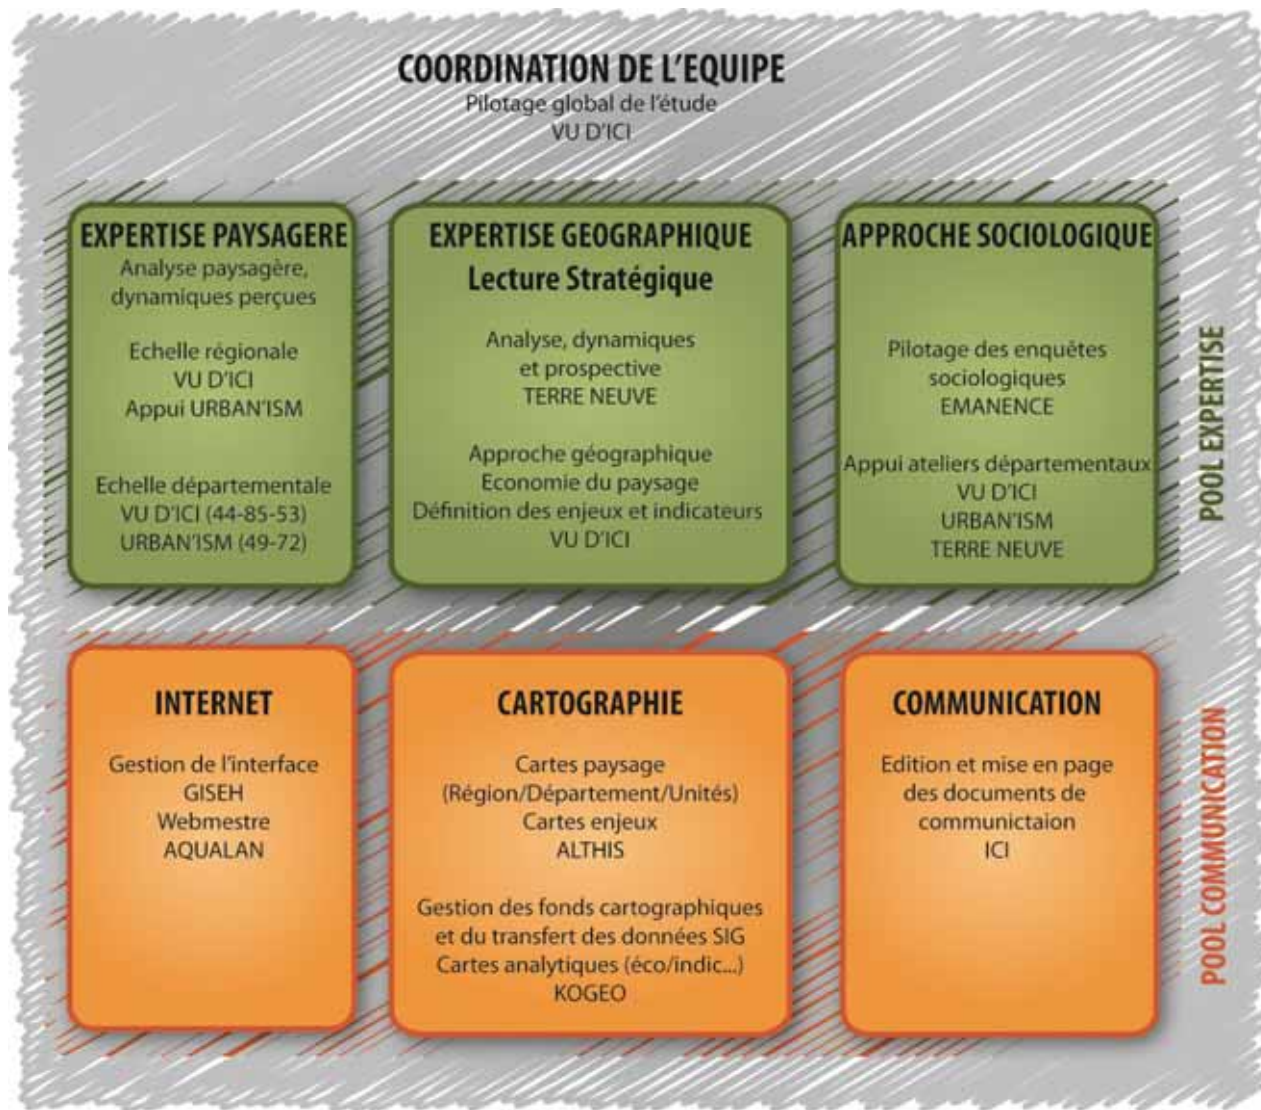 COORDINATION DE L'EQUIPE
Pilotage global de l'étude
VU D'ICI
EXPERTISE PAYSAGERE
Analyse paysagère,
dynamiques perçues
Echelle régionale
VU D'ICI
Appui URBAN'ISM
Echelle départementale
VU D'ICI (44-85-53)
URBAN'ISM (49-72)
EXPERTISE GEOGRAPHIQUE
Lecture Stratégique
Analyse, dynamiques
et prospective
TERRE NEUVE
Approche géographique
Economie du paysage
Définition des enjeux et indicateurs
VU D'ICI
APPROCHE SOCIOLOGIQUE
Pilotage des enquêtes
sociologiques
EMANENCE
Appui ateliers départementaux
VU D'ICI
URBAN'ISM
TERRE NEUVE
POOL EXPERTISE
INTERNET
Gestion de l'interface
GISEH
Webmestre
AQUALAN
CARTOGRAPHIE
Cartes paysage
(Région/Département/Unités)
Cartes enjeux
ALTHIS
Gestion des fonds cartographiques
et du transfert des données SIG
Cartes analytiques (éco/indic...)
KOGEO
COMMUNICATION
Edition et mise en page
des documents de
communictaion
ICI
POOL COMMUNICATION